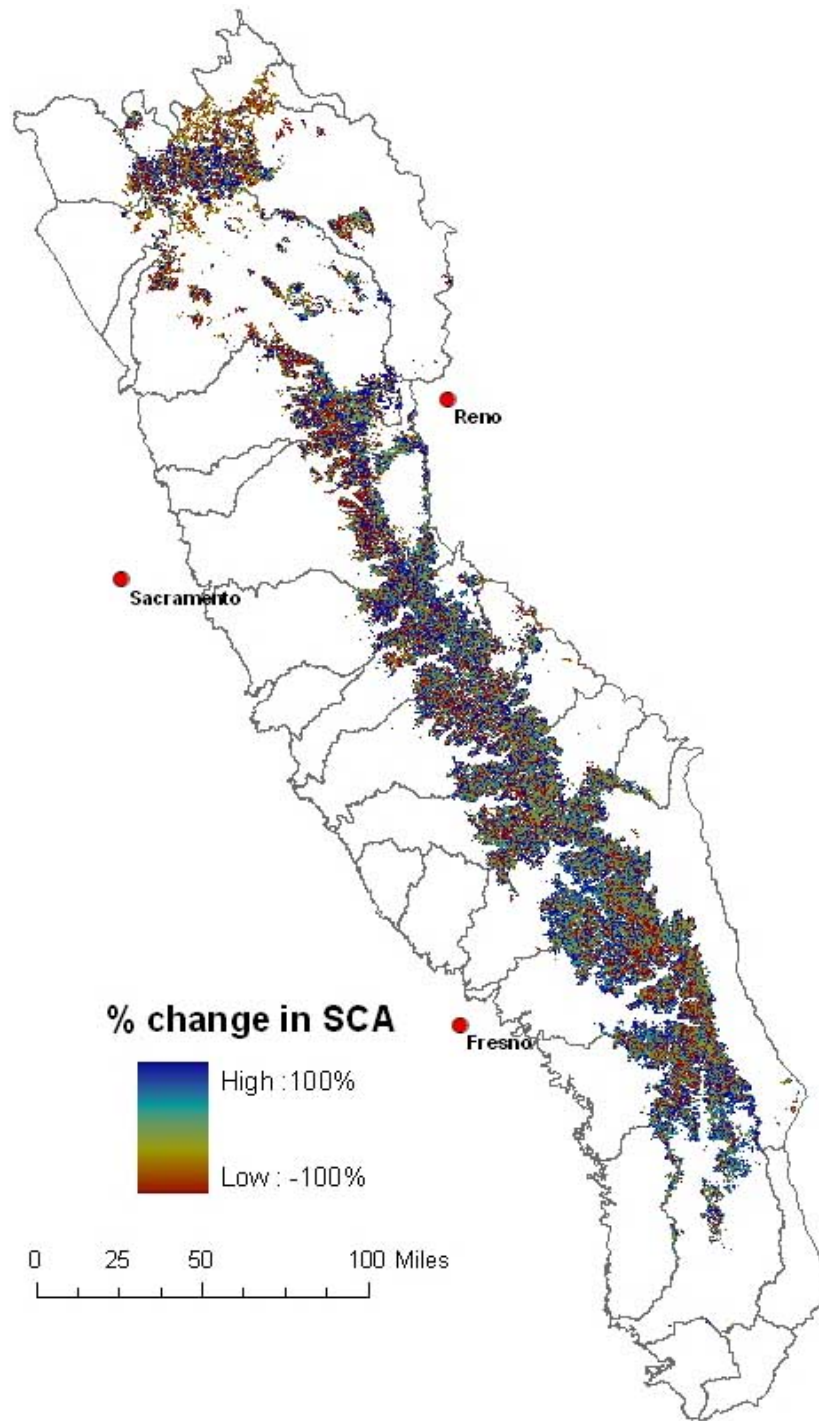 Reno
Sacramento
% change in SCA
Fresno
High : 100%
Low : -100%
0 25 50 100 Miles